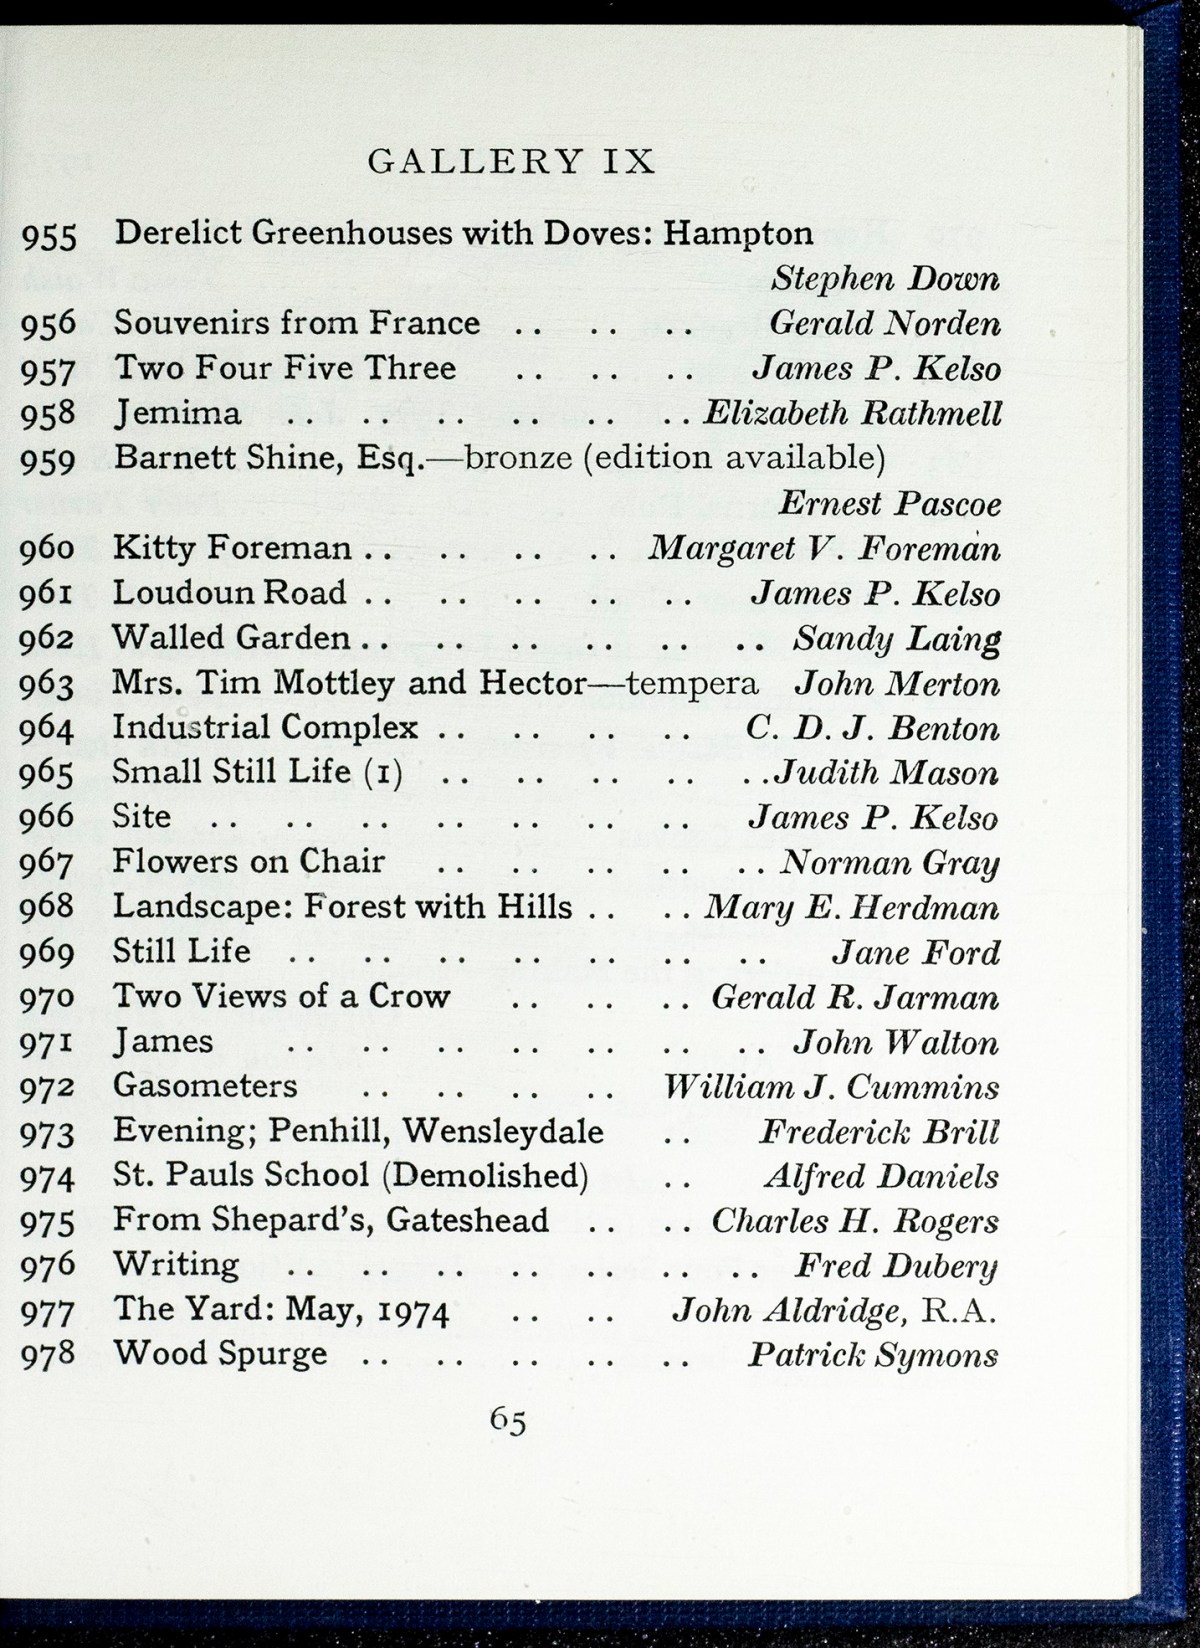 GALLERY IX
955 Derelict Greenhouses with Doves: Hampton
Stephen Down
956 Souvenirs from France .. .. .. Gerald Norden
957 Two Four Five Three .. .. .. James P. Kelso
958 Jemima .. .. .. .. .. .. Elizabeth Rathmell
959 Barnett Shine, Esq.—bronze (edition available)
Ernest Pascoe
960 Kitty Foreman .. .. .. .. Margaret V. Foreman
961 Loudoun Road .. .. .. .. .. James P. Kelso
962 Walled Garden .. .. .. .. .. .. Sandy Laing
963 Mrs. Tim Mottley and Hector—tempera John Merton
964 Industrial Complex .. .. .. .. C. D. J. Benton
965 Small Still Life (1) .. .. .. .. .. Judith Mason
966 Site .. .. .. .. .. .. .. James P. Kelso
967 Flowers on Chair .. .. .. .. .. Norman Gray
968 Landscape: Forest with Hills .. .. Mary E. Herdman
969 Still Life .. .. .. .. .. .. .. Jane Ford
970 Two Views of a Crow .. .. .. Gerald R. Jarman
971 James .. .. .. .. .. .. .. John Walton
972 Gasometers .. .. .. .. William J. Cummins
973 Evening; Penhill, Wensleydale .. Frederick Brill
974 St. Pauls School (Demolished) .. Alfred Daniels
975 From Shepard's, Gateshead .. .. Charles H. Rogers
976 Writing .. .. .. .. .. .. .. Fred Dubery
977 The Yard: May, 1974 .. .. John Aldridge, R.A.
978 Wood Spurge .. .. .. .. .. Patrick Symons
65